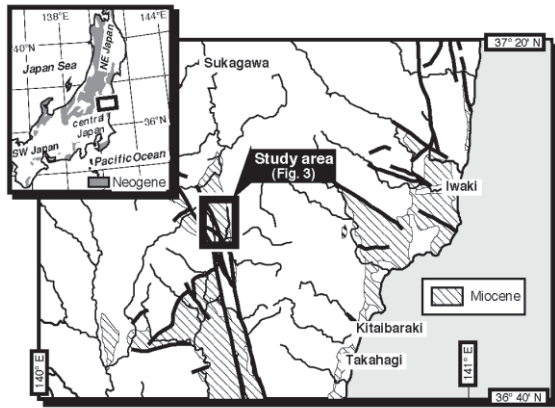 138° E
144° E
40°N
NE Japan
Japan Sea
central
Japan
36°N
SW Japan
Pacific Ocean
Neogene
37° 20' N
Sukagawa
Study area
(Fig. 3)
Iwaki
Miocene
Kitaibaraki
Takahagi
140° E
141° E
36° 40' N